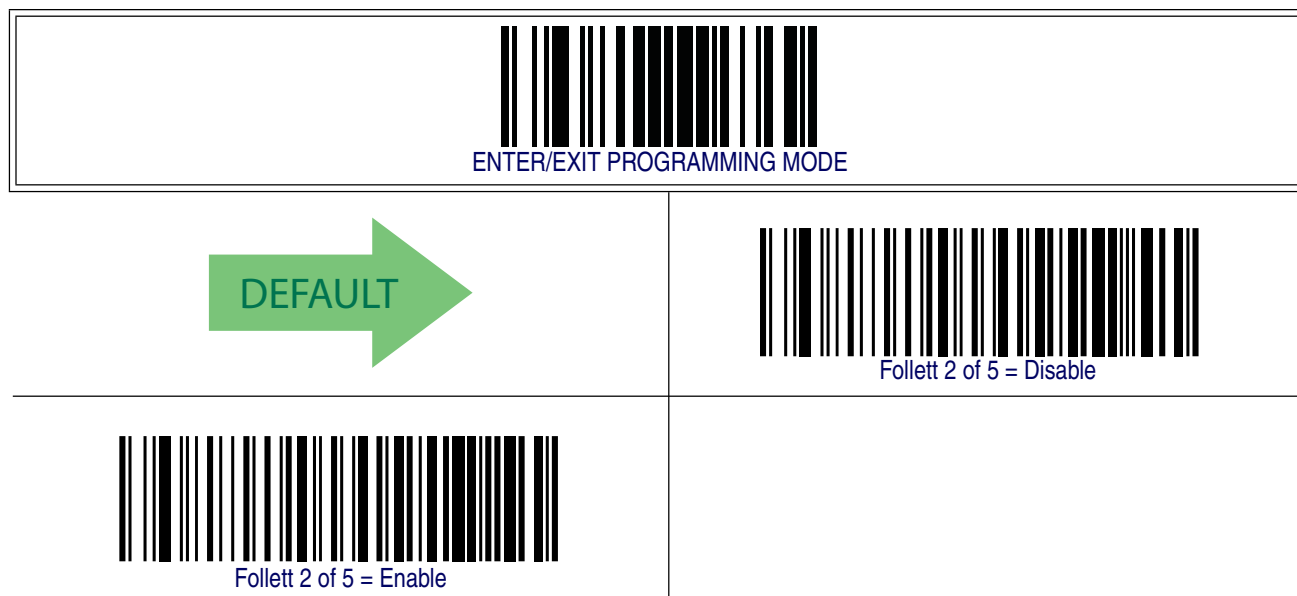 ENTER/EXIT PROGRAMMING MODE
DEFAULT
Follett 2 of 5 = Disable
Follett 2 of 5 = Enable